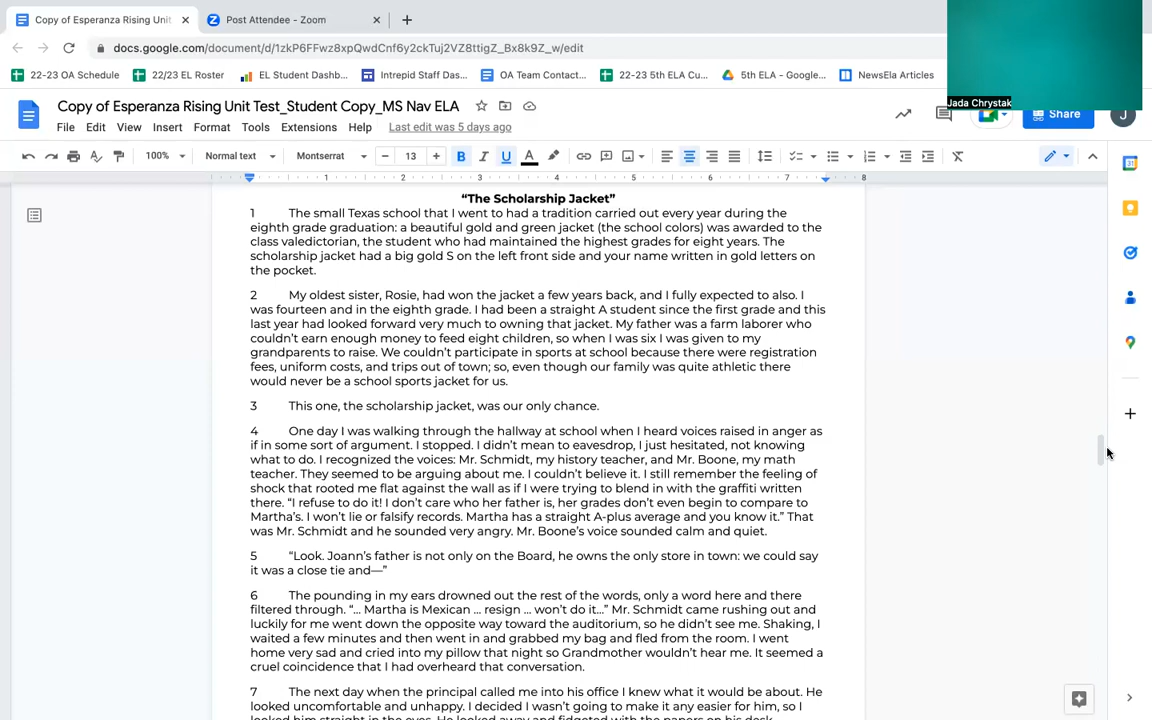 Copy of Esperanza Rising Unit
Post Attendee - Zoom
docs.google.com/document/d/1zkP6FFwz8xpQwdCnf6y2ckTuj2VZ8ttigZ_Bx8k9Z_w/edit
22-23 OA Schedule
22/23 EL Roster
EL Student Dashb...
Intrepid Staff Das...
OA Team Contact...
22-23 5th ELA Cu...
5th ELA - Google...
NewsEla Articles
Jada Chrystak
Copy of Esperanza Rising Unit Test_Student Copy_MS Nav ELA
Share
J
File Edit View Insert Format Tools Extensions Help Last edit was 5 days ago
100% Normal text Montserrat 13 B I U A
1 2 3 4 5 6 7 8
“The Scholarship Jacket”
1 The small Texas school that I went to had a tradition carried out every year during the
eighth grade graduation: a beautiful gold and green jacket (the school colors) was awarded to the
class valedictorian, the student who had maintained the highest grades for eight years. The
scholarship jacket had a big gold S on the left front side and your name written in gold letters on
the pocket.
2 My oldest sister, Rosie, had won the jacket a few years back, and I fully expected to also. I
was fourteen and in the eighth grade. I had been a straight A student since the first grade and this
last year had looked forward very much to owning that jacket. My father was a farm laborer who
couldn’t earn enough money to feed eight children, so when I was six I was given to my
grandparents to raise. We couldn’t participate in sports at school because there were registration
fees, uniform costs, and trips out of town; so, even though our family was quite athletic there
would never be a school sports jacket for us.
3 This one, the scholarship jacket, was our only chance.
4 One day I was walking through the hallway at school when I heard voices raised in anger as
if in some sort of argument. I stopped. I didn’t mean to eavesdrop, I just hesitated, not knowing
what to do. I recognized the voices: Mr. Schmidt, my history teacher, and Mr. Boone, my math
teacher. They seemed to be arguing about me. I couldn’t believe it. I still remember the feeling of
shock that rooted me flat against the wall as if I were trying to blend in with the graffiti written
there. “I refuse to do it! I don’t care who her father is, her grades don’t even begin to compare to
Martha’s. I won’t lie or falsify records. Martha has a straight A-plus average and you know it.” That
was Mr. Schmidt and he sounded very angry. Mr. Boone’s voice sounded calm and quiet.
5 “Look. Joann’s father is not only on the Board, he owns the only store in town: we could say
it was a close tie and—”
6 The pounding in my ears drowned out the rest of the words, only a word here and there
filtered through. “... Martha is Mexican ... resign ... won’t do it...” Mr. Schmidt came rushing out and
luckily for me went down the opposite way toward the auditorium, so he didn’t see me. Shaking, I
waited a few minutes and then went in and grabbed my bag and fled from the room. I went
home very sad and cried into my pillow that night so Grandmother wouldn’t hear me. It seemed a
cruel coincidence that I had overheard that conversation.
7 The next day when the principal called me into his office I knew what it would be about. He
looked uncomfortable and unhappy. I decided I wasn’t going to make it any easier for him, so I
looked him straight in the eyes. He looked away and fidgeted with the papers on his desk.